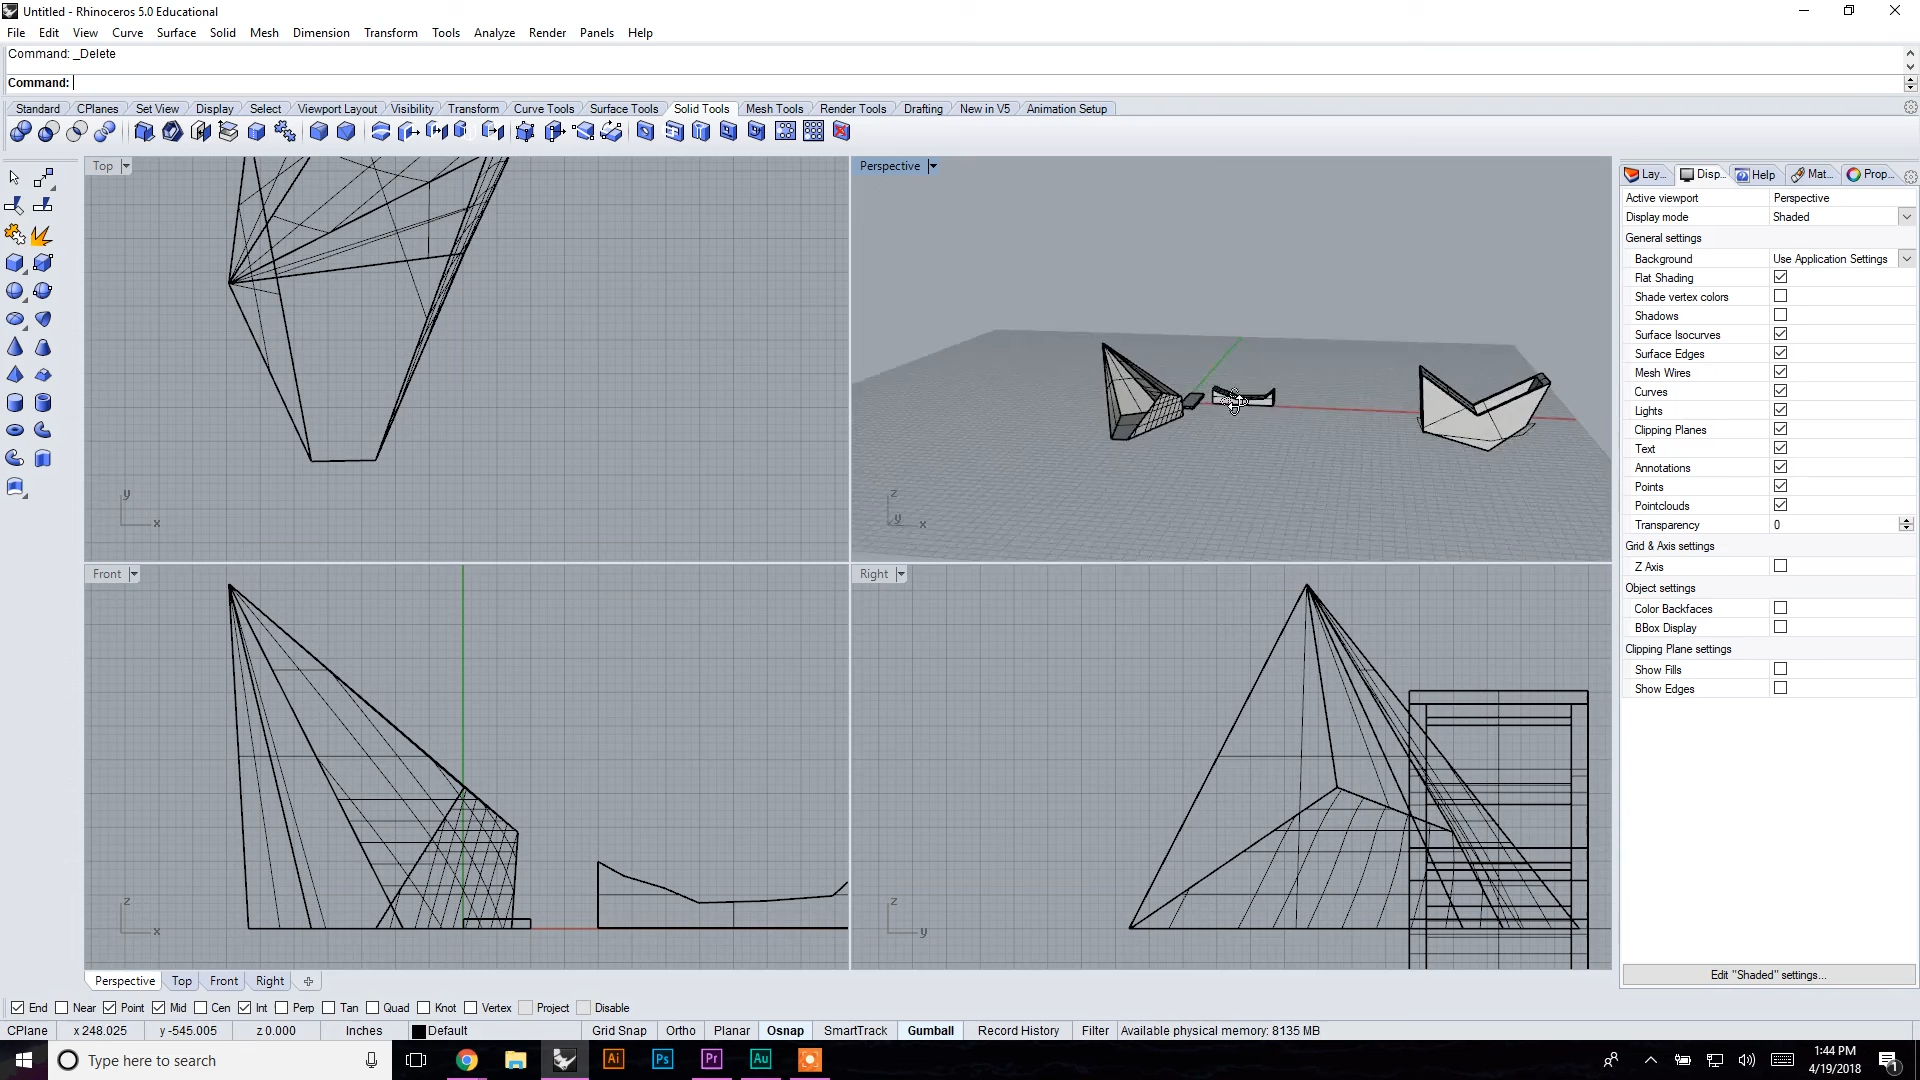 Untitled - Rhinoceros 5.0 Educational
File Edit View Curve Surface Solid Mesh Dimension Transform Tools Analyze Render Panels Help
Command: _Delete
Command:
Standard CPlanes Set View Display Select Viewport Layout Visibility Transform Curve Tools Surface Tools Solid Tools Mesh Tools Render Tools Drafting New in V5 Animation Setup
Top
y
x
Perspective
z
y
x
Front
z
x
Right
z
y
Lay... Disp... Help Mat... Prop...
Active viewport Perspective
Display mode Shaded
General settings
Background Use Application Settings
Flat Shading
Shade vertex colors
Shadows
Surface Isocurves
Surface Edges
Mesh Wires
Curves
Lights
Clipping Planes
Text
Annotations
Points
Pointclouds
Transparency 0
Grid & Axis settings
Z Axis
Object settings
Color Backfaces
BBox Display
Clipping Plane settings
Show Fills
Show Edges
Edit "Shaded" settings...
Perspective Top Front Right
End Near Point Mid Cen Int Perp Tan Quad Knot Vertex Project Disable
CPlane x 248.025 y -545.005 z 0.000 Inches Default Grid Snap Ortho Planar Osnap SmartTrack Gumball Record History Filter Available physical memory: 8135 MB
Type here to search Ai Ps Pr Au
1:44 PM
4/19/2018
1